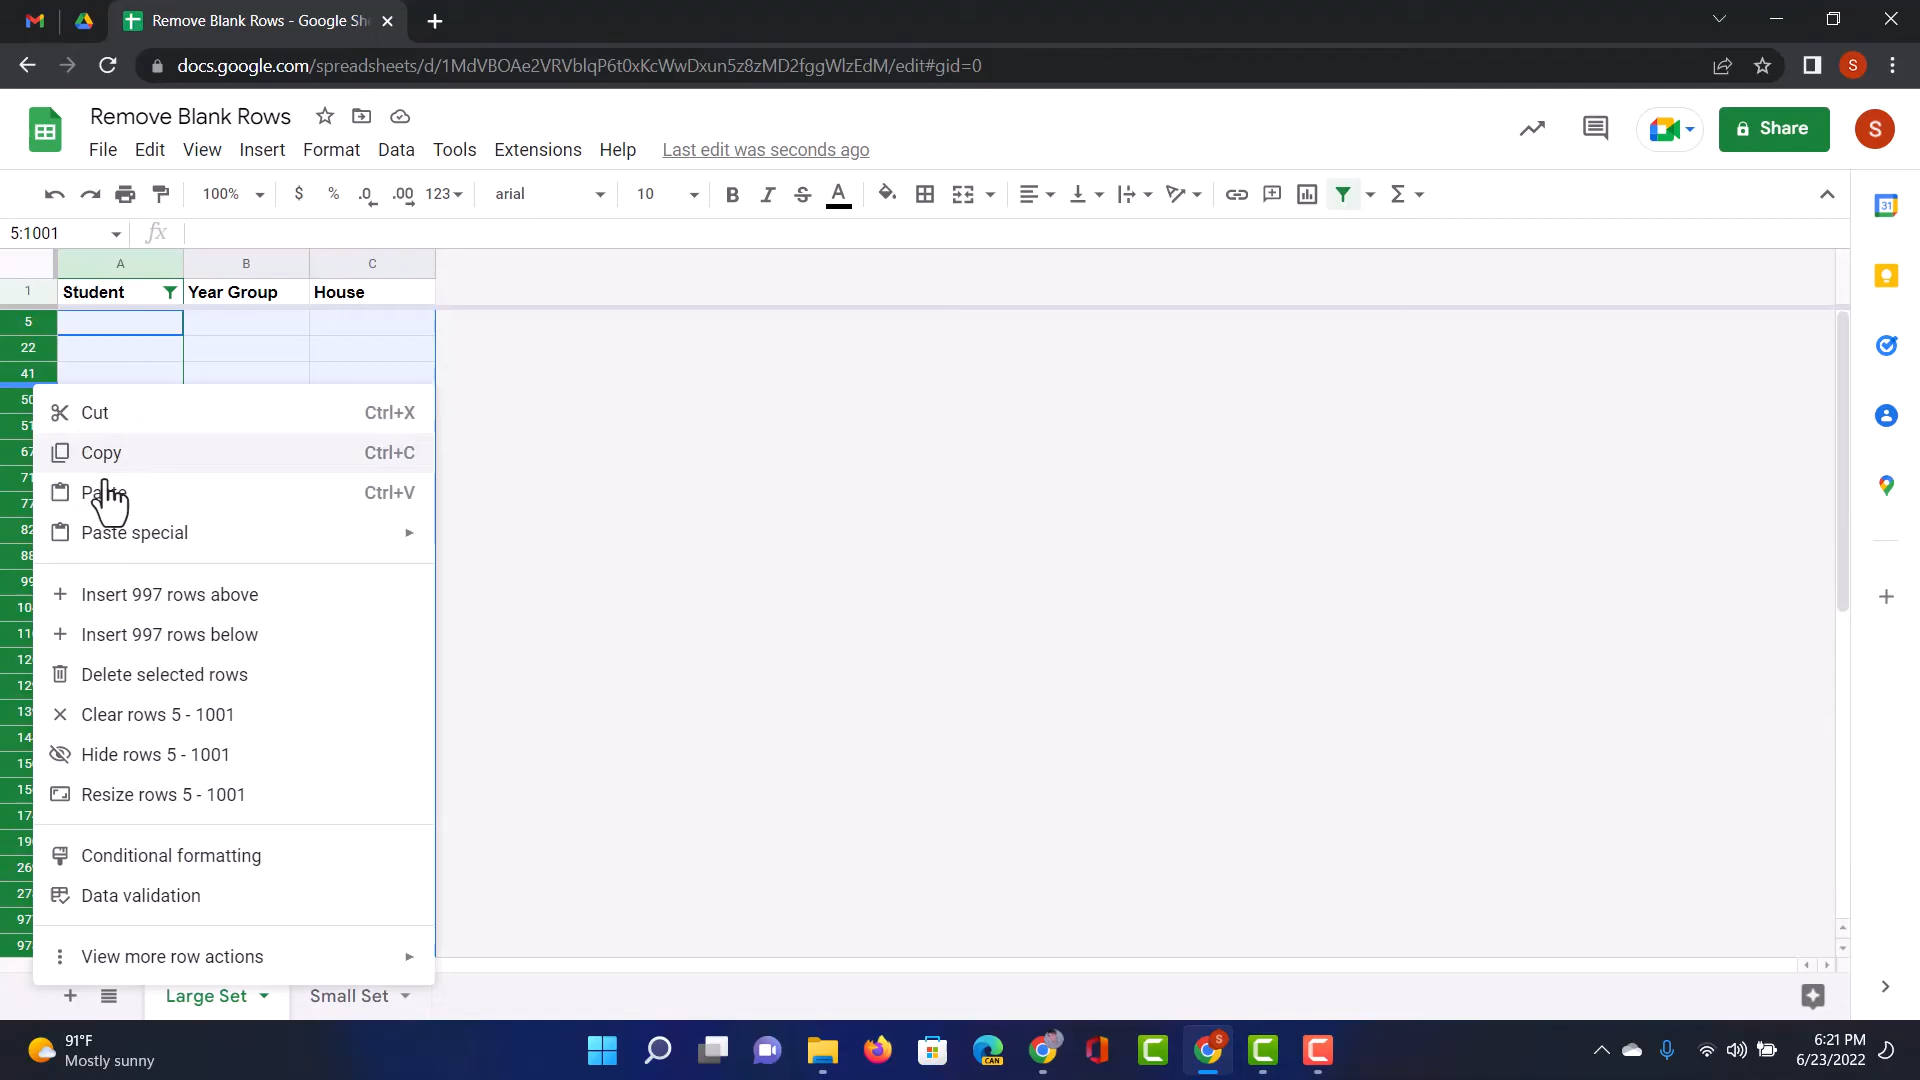 Remove Blank Rows - Google Sh
docs.google.com/spreadsheets/d/1MdVBOAe2VRVblqP6t0xKcWwDxun5z8zMD2fggWlzEdM/edit#gid=0
S
Remove Blank Rows
File Edit View Insert Format Data Tools Extensions Help Last edit was seconds ago
Share
S
100% $ % .0 .00 123 arial 10 B I S A
5:1001 fx
31
A B C
1 Student Year Group House
5
22
41
Cut Ctrl+X
Copy Ctrl+C
Paste Ctrl+V
Paste special
Insert 997 rows above
Insert 997 rows below
Delete selected rows
Clear rows 5 - 1001
Hide rows 5 - 1001
Resize rows 5 - 1001
Conditional formatting
Data validation
View more row actions
Large Set Small Set
91°F
Mostly sunny
CAN
S
6:21 PM
6/23/2022